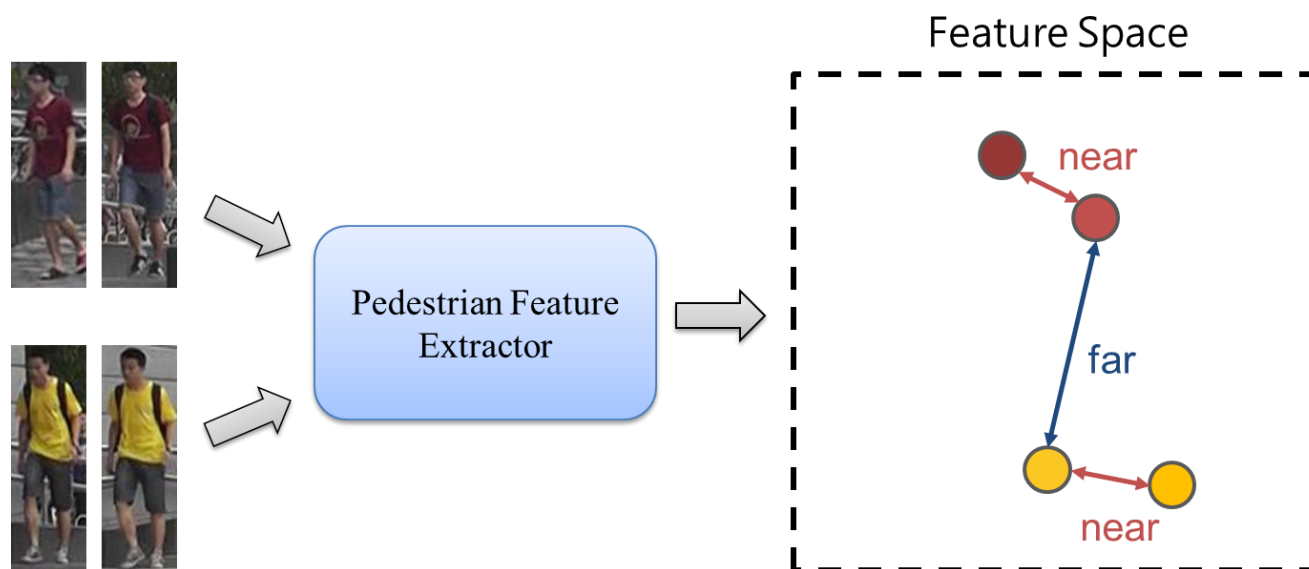 Feature Space
near
Pedestrian Feature
Extractor
far
near